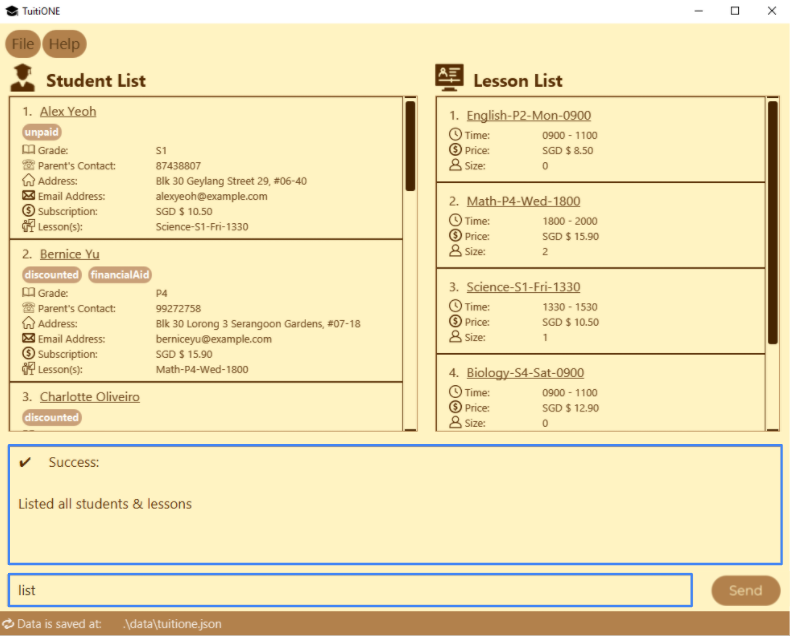 TuitiONE
File Help
Student List
1. Alex Yeoh
unpaid
Grade: S1
Parent's Contact: 87438807
Address: Blk 30 Geylang Street 29, #06-40
Email Address: alexyeoh@example.com
Subscription: SGD $ 10.50
Lesson(s): Science-S1-Fri-1330
2. Bernice Yu
discounted financialAid
Grade: P4
Parent's Contact: 99272758
Address: Blk 30 Lorong 3 Serangoon Gardens, #07-18
Email Address: berniceyu@example.com
Subscription: SGD $ 15.90
Lesson(s): Math-P4-Wed-1800
3. Charlotte Oliveiro
discounted
Lesson List
1. English-P2-Mon-0900
Time: 0900 - 1100
Price: SGD $ 8.50
Size: 0
2. Math-P4-Wed-1800
Time: 1800 - 2000
Price: SGD $ 15.90
Size: 2
3. Science-S1-Fri-1330
Time: 1330 - 1530
Price: SGD $ 10.50
Size: 1
4. Biology-S4-Sat-0900
Time: 0900 - 1100
Price: SGD $ 12.90
Size: 0
✔ Success:
Listed all students & lessons
list
Send
Data is saved at: .\data\tuitione.json